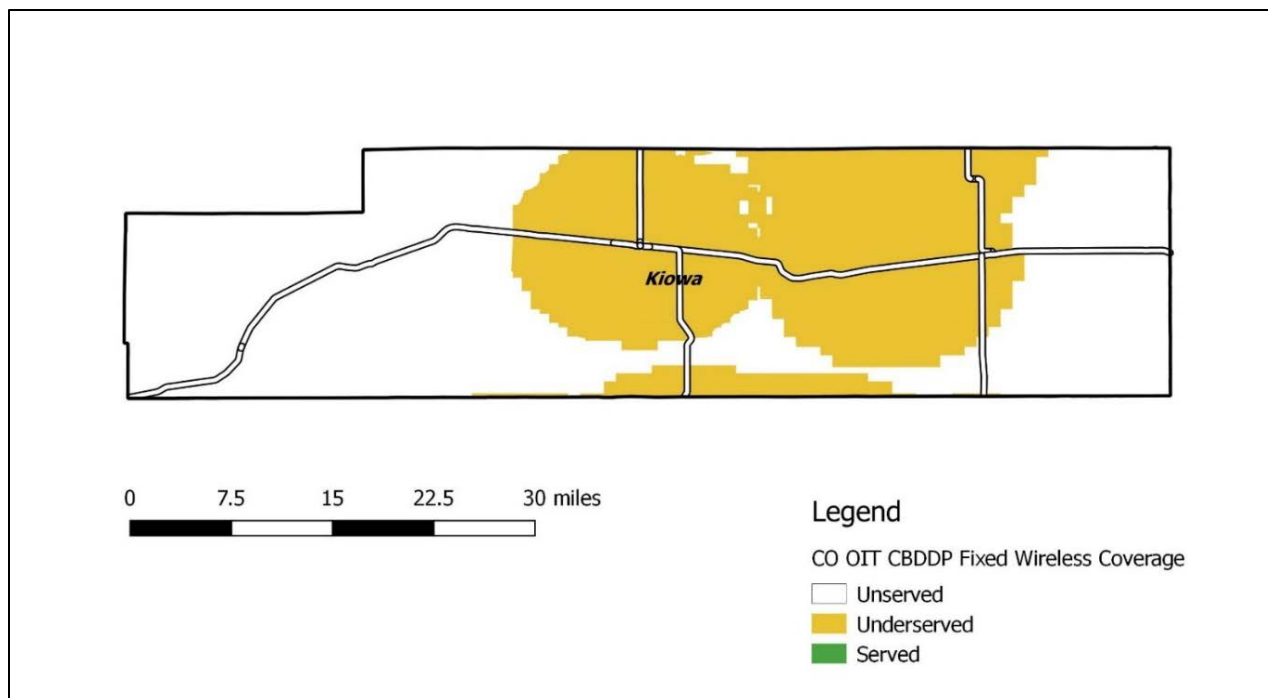 Kiowa
0 7.5 15 22.5 30 miles
Legend
CO OIT CBDDP Fixed Wireless Coverage
Unserved
Underserved
Served